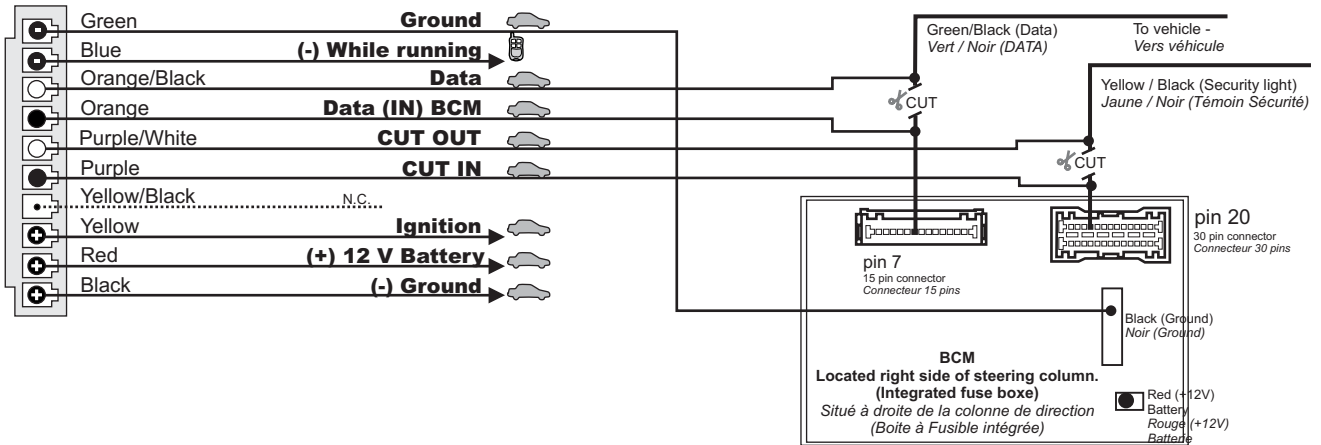 Green Ground
Blue (-) While running
Orange/Black Data
Orange Data (IN) BCM
Purple/White CUT OUT
Purple CUT IN
Yellow/Black N.C.
Yellow Ignition
Red (+) 12 V Battery
Black (-) Ground
Green/Black (Data)
Vert / Noir (DATA)
To vehicle -
Vers véhicule
CUT
Yellow / Black (Security light)
Jaune / Noir (Témoin Sécurité)
CUT
pin 7
15 pin connector
Connecteur 15 pins
pin 20
30 pin connector
Connecteur 30 pins
Black (Ground)
Noir (Ground)
BCM
Located right side of steering column.
(Integrated fuse boxe)
Situé à droite de la colonne de direction
(Boite à Fusible intégrée)
Red (+12V)
Battery
Rouge (+12V)
Batterie